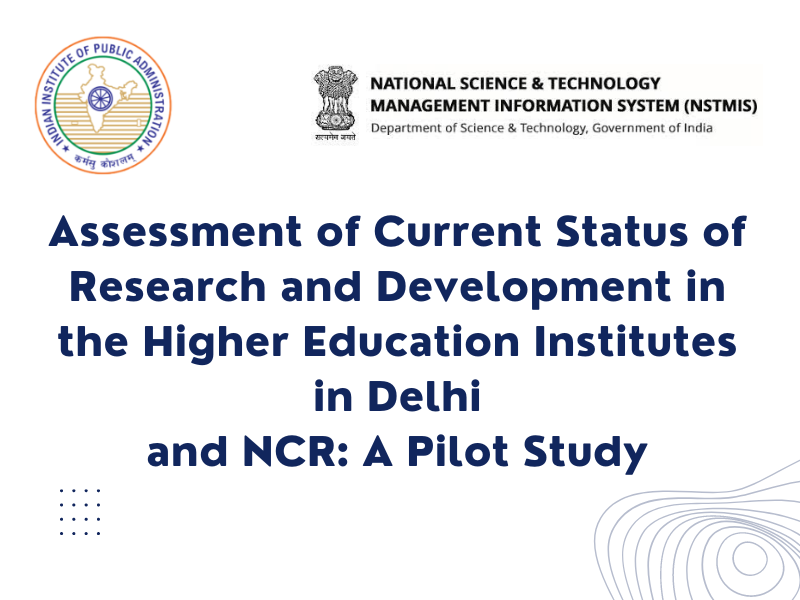 INDIAN INSTITUTE OF PUBLIC ADMINISTRATION
कर्मसु कौशलम्
सत्यमेव जयते
NATIONAL SCIENCE & TECHNOLOGY
MANAGEMENT INFORMATION SYSTEM (NSTMIS)
Department of Science & Technology, Government of India
Assessment of Current Status of
Research and Development in
the Higher Education Institutes
in Delhi
and NCR: A Pilot Study